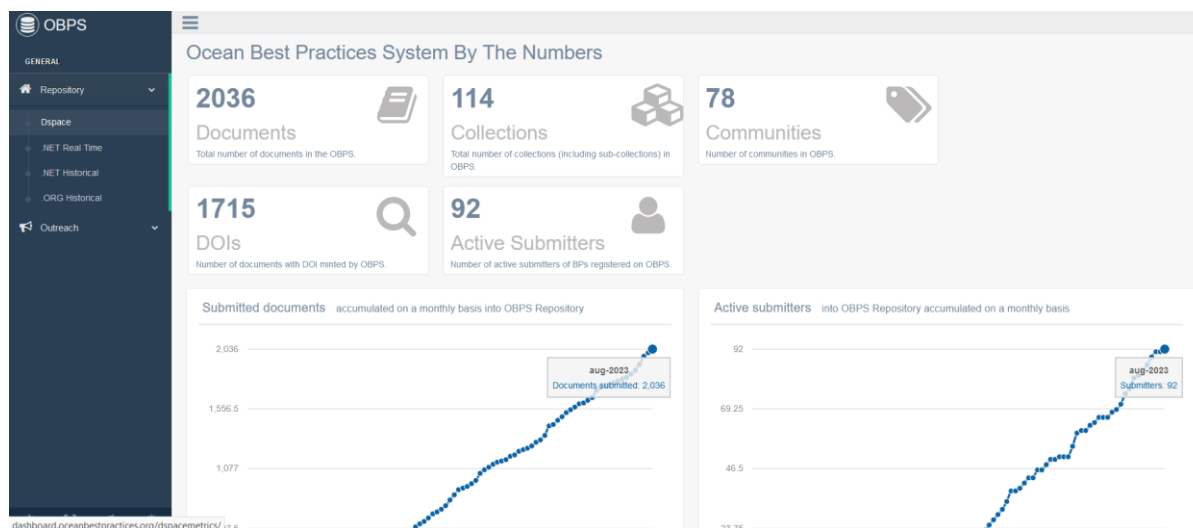 OBPS
GENERAL
Repository
Dspace
.NET Real Time
.NET Historical
.ORG Historical
Outreach
Ocean Best Practices System By The Numbers
2036
Documents
Total number of documents in the OBPS.
114
Collections
Total number of collections (including sub-collections) in
OBPS.
78
Communities
Number of communities in OBPS.
1715
DOIs
Number of documents with DOI minted by OBPS.
92
Active Submitters
Number of active submitters of BPs registered on OBPS.
Submitted documents accumulated on a monthly basis into OBPS Repository
2,036
1,556.5
1,077
aug-2023
Documents submitted: 2,036
Active submitters into OBPS Repository accumulated on a monthly basis
92
69.25
46.5
23.75
aug-2023
Submitters: 92
dashboard.oceanbestpractices.org/dspacemetrics/